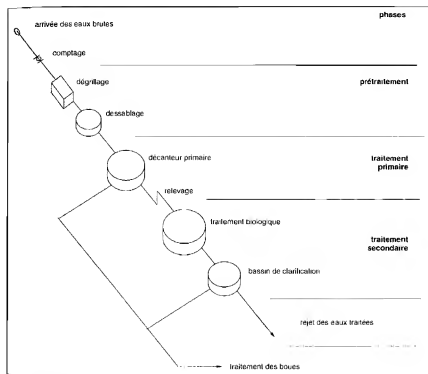 phases
arrivée des eaux brutes
comptage
dégrillage
prétraitement
dessablage
décanteur primaire
traitement
primaire
relevage
traitement biologique
traitement
secondaire
bassin de clarification
rejet des eaux traitées
traitement des boues